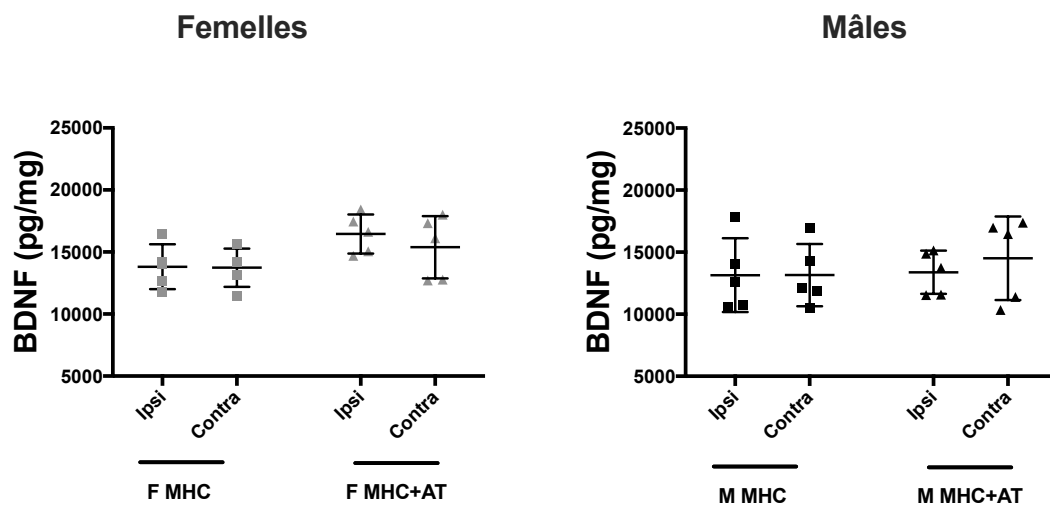 Femelles
BDNF (pg/mg)
25000
20000
15000
10000
5000
Ipsi
Contra
Ipsi
Contra
F MHC
F MHC+AT
Mâles
BDNF (pg/mg)
25000
20000
15000
10000
5000
Ipsi
Contra
Ipsi
Contra
M MHC
M MHC+AT